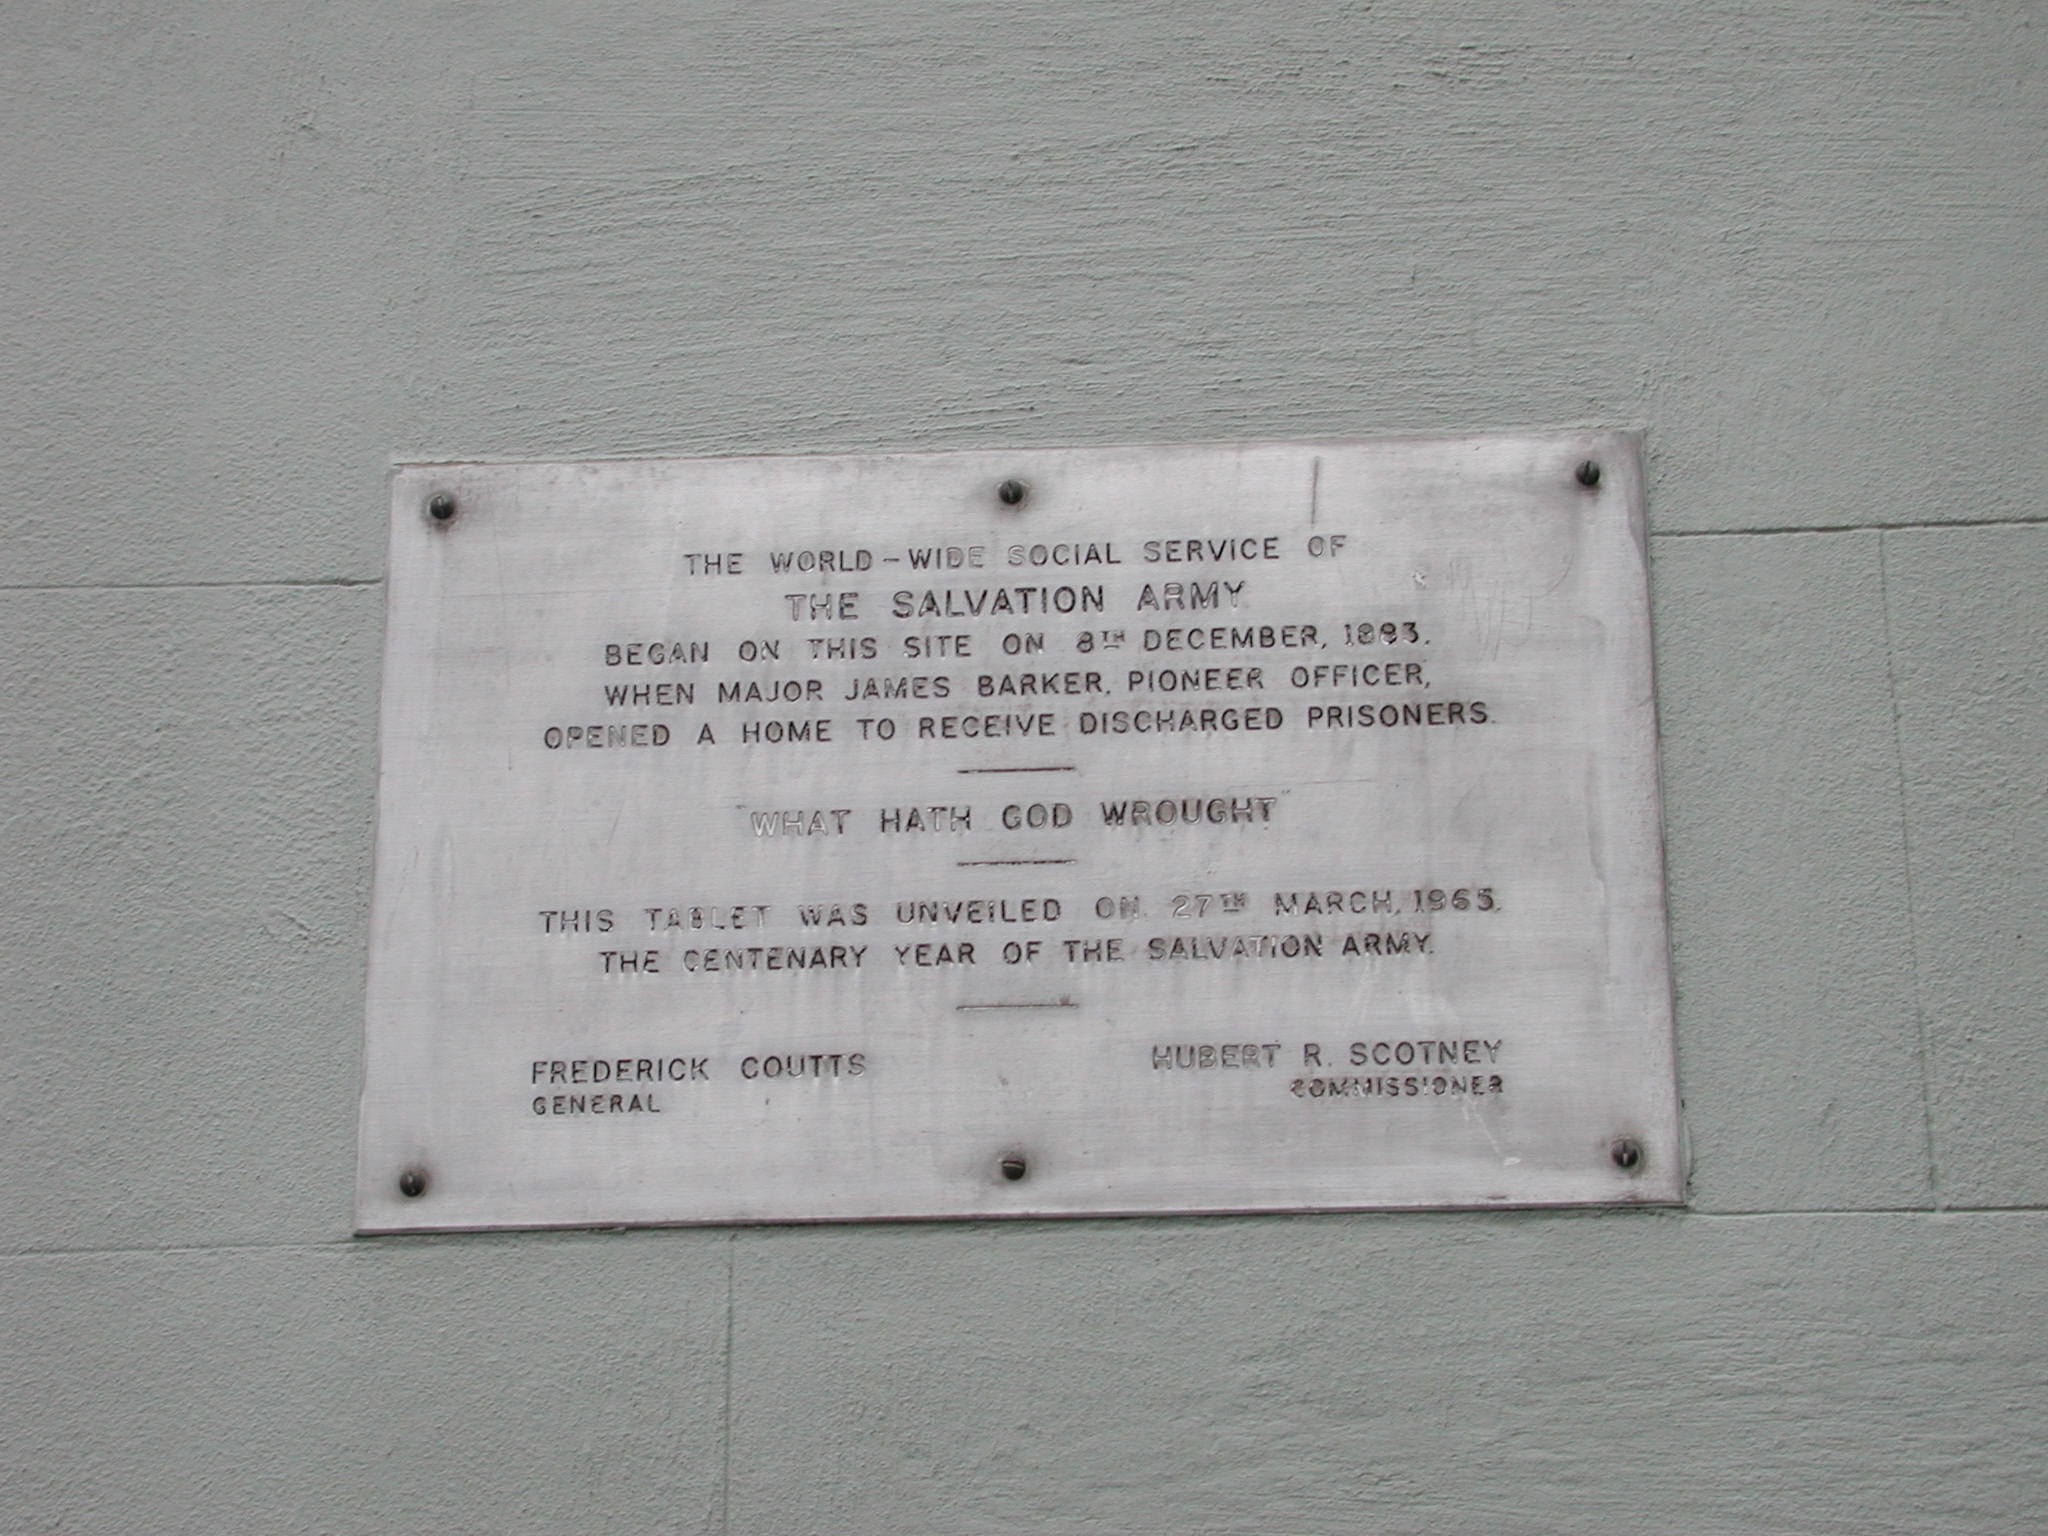 THE WORLD-WIDE SOCIAL SERVICE OF
THE SALVATION ARMY
BEGAN ON THIS SITE ON 8TH DECEMBER, 1883.
WHEN MAJOR JAMES BARKER, PIONEER OFFICER,
OPENED A HOME TO RECEIVE DISCHARGED PRISONERS.
"WHAT HATH GOD WROUGHT"
THIS TABLET WAS UNVEILED ON 27TH MARCH, 1965.
THE CENTENARY YEAR OF THE SALVATION ARMY.
FREDERICK COUTTS
GENERAL
HUBERT R. SCOTNEY
COMMISSIONER